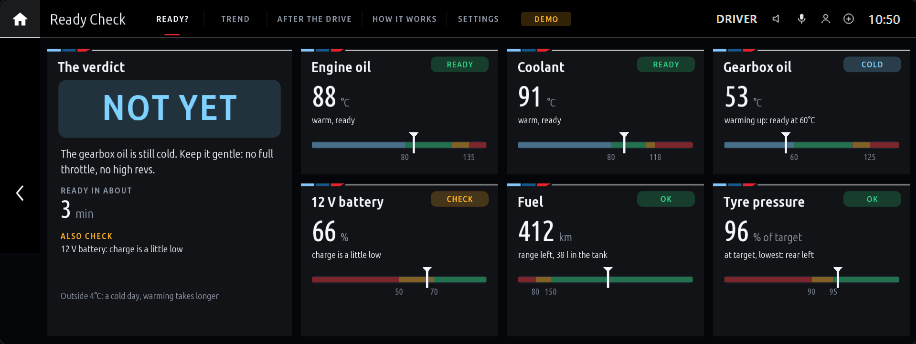 Ready Check
READY?
TREND
AFTER THE DRIVE
HOW IT WORKS
SETTINGS
DEMO
DRIVER
10:50
The verdict
NOT YET
The gearbox oil is still cold. Keep it gentle: no full
throttle, no high revs.
READY IN ABOUT
3 min
ALSO CHECK
12 V battery: charge is a little low
Outside 4°C: a cold day, warming takes longer
Engine oil
READY
88 °C
warm, ready
80 135
Coolant
READY
91 °C
warm, ready
80 118
Gearbox oil
COLD
53 °C
warming up: ready at 60°C
60 125
12 V battery
CHECK
66 %
charge is a little low
50 70
Fuel
OK
412 km
range left, 38 l in the tank
80 150
Tyre pressure
OK
96 % of target
at target, lowest: rear left
90 95